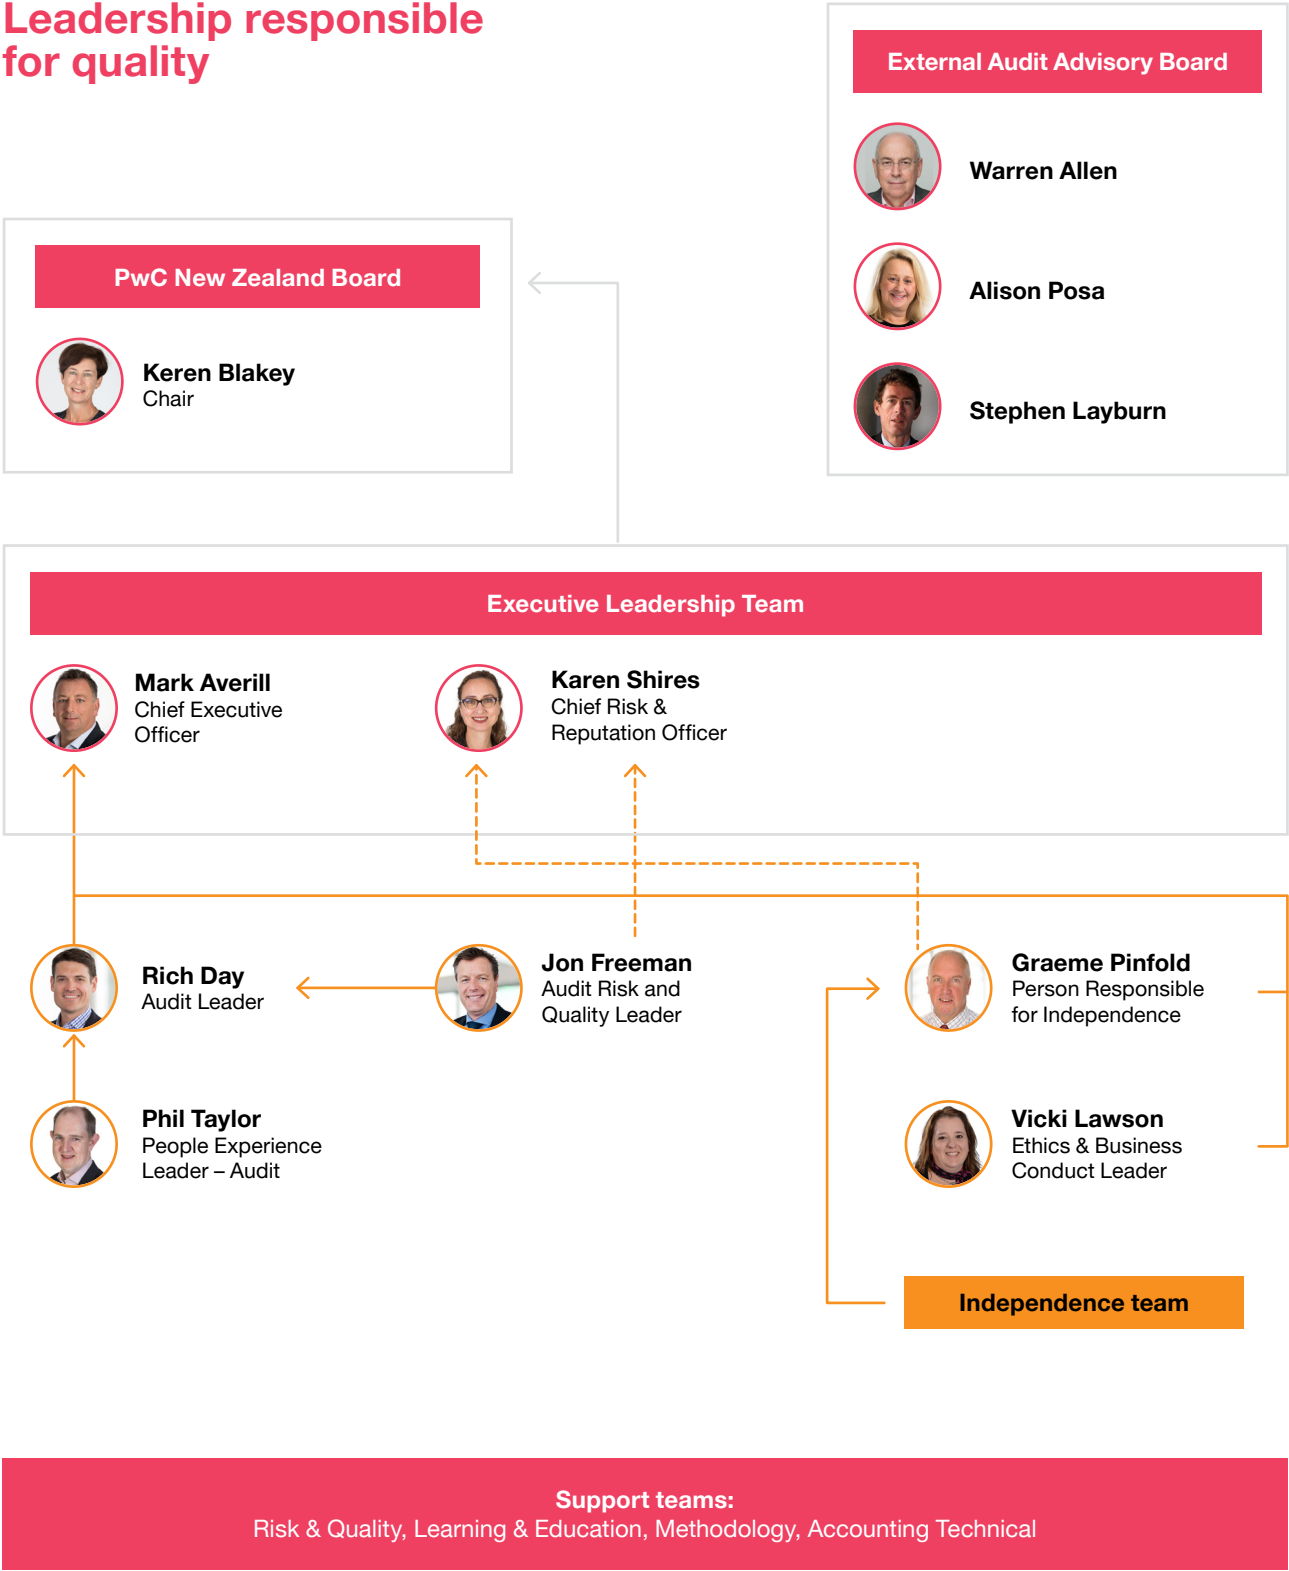 Leadership responsible
for quality
External Audit Advisory Board
Warren Allen
Alison Posa
Stephen Layburn
PwC New Zealand Board
Keren Blakey
Chair
Executive Leadership Team
Mark Averill
Chief Executive
Officer
Karen Shires
Chief Risk &
Reputation Officer
Rich Day
Audit Leader
Jon Freeman
Audit Risk and
Quality Leader
Graeme Pinfold
Person Responsible
for Independence
Phil Taylor
People Experience
Leader – Audit
Vicki Lawson
Ethics & Business
Conduct Leader
Independence team
Support teams:
Risk & Quality, Learning & Education, Methodology, Accounting Technical